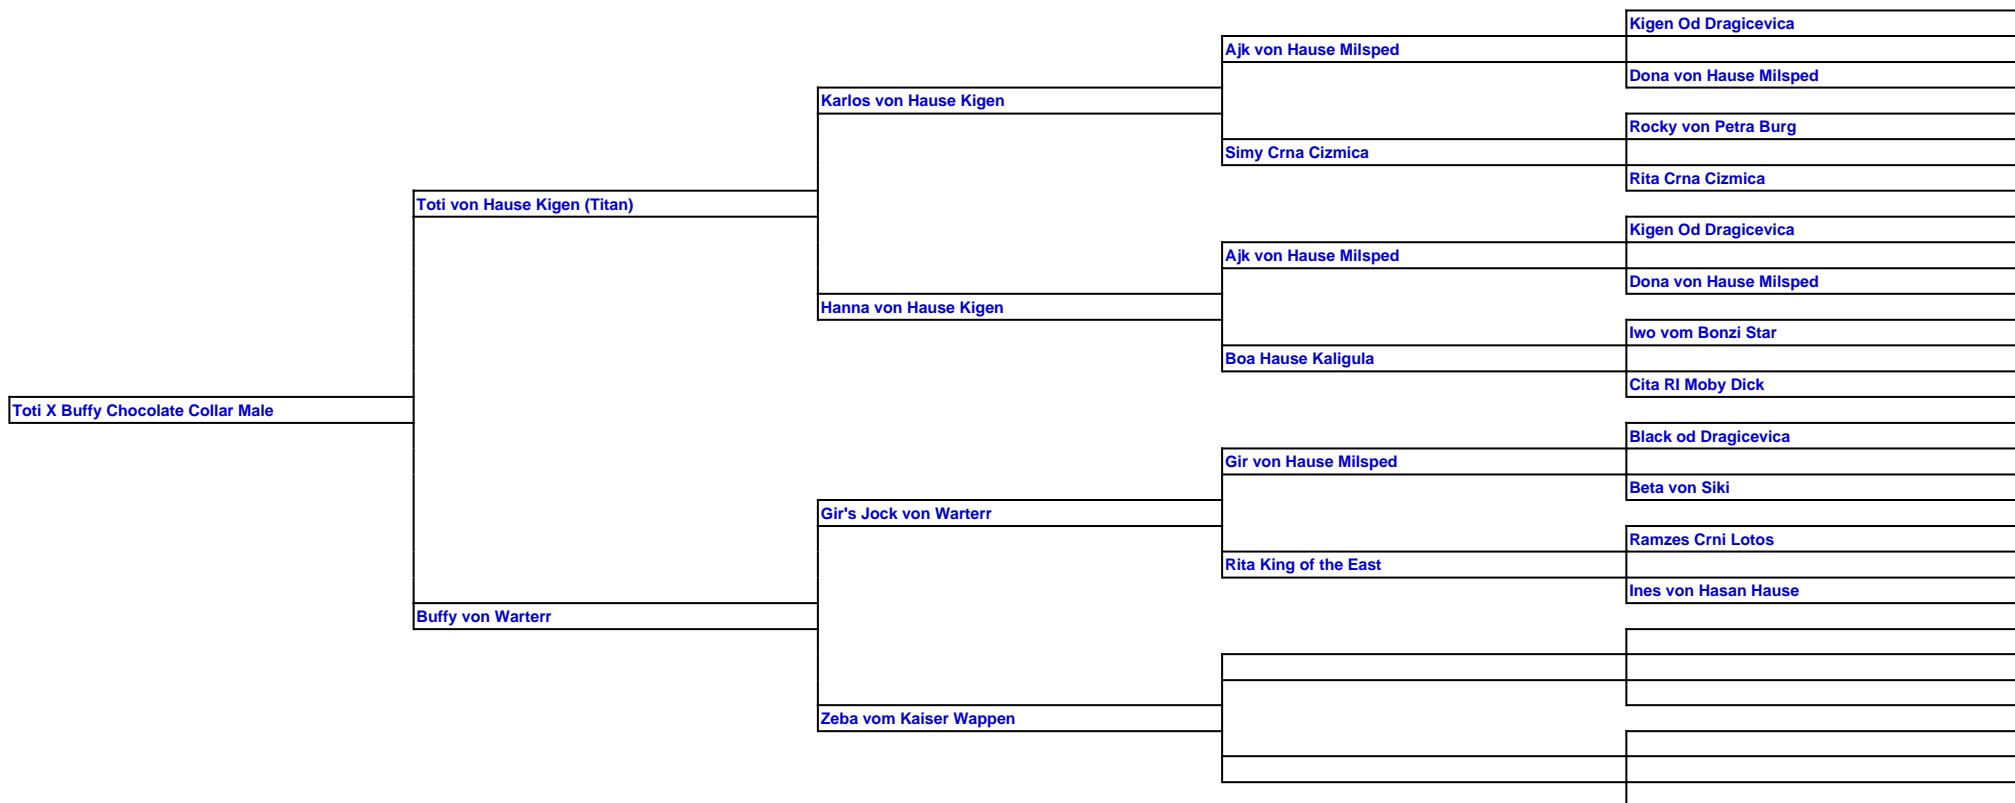 Kigen Od Dragicevica
Ajk von Hause Milsped
Dona von Hause Milsped
Karlos von Hause Kigen
Rocky von Petra Burg
Simy Crna Cizmica
Rita Crna Cizmica
Toti von Hause Kigen (Titan)
Kigen Od Dragicevica
Ajk von Hause Milsped
Dona von Hause Milsped
Hanna von Hause Kigen
Iwo vom Bonzi Star
Boa Hause Kaligula
Cita RI Moby Dick
Toti X Buffy Chocolate Collar Male
Black od Dragicevica
Gir von Hause Milsped
Beta von Siki
Gir's Jock von Warterr
Ramzes Crni Lotos
Rita King of the East
Ines von Hasan Hause
Buffy von Warterr
Zeba vom Kaiser Wappen